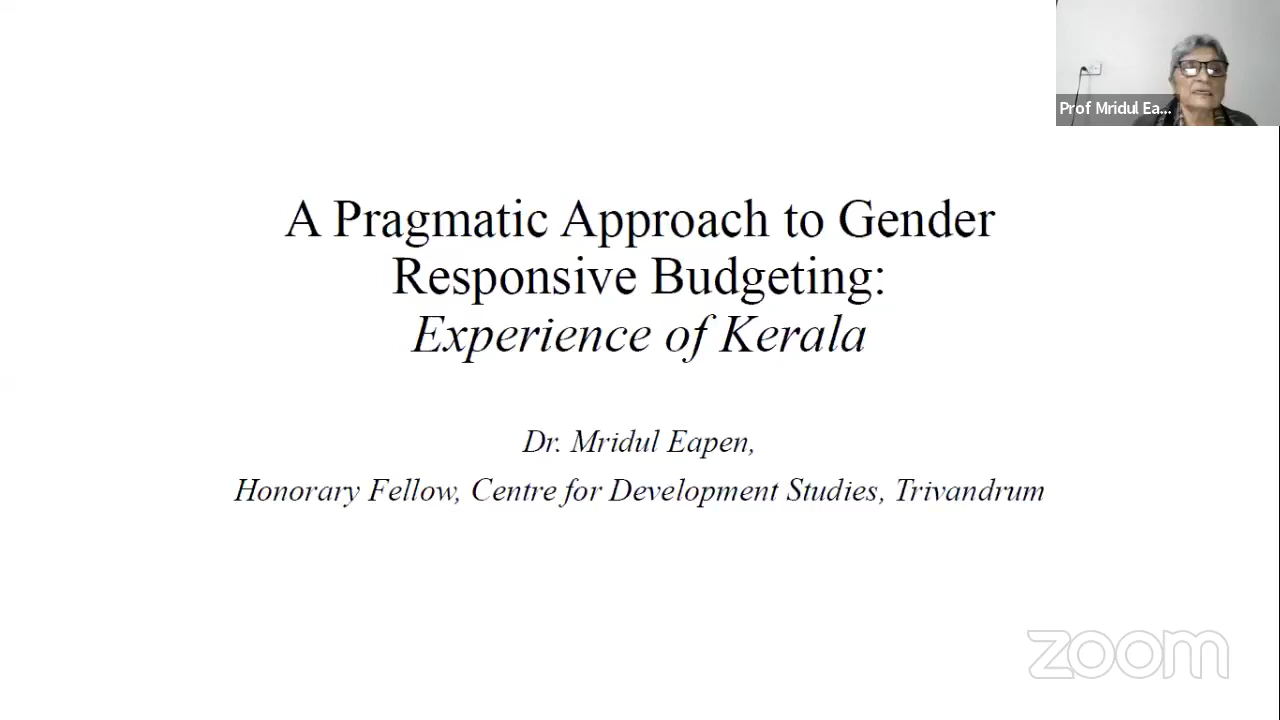 Prof Mridul Ea...
A Pragmatic Approach to Gender
Responsive Budgeting:
Experience of Kerala
Dr. Mridul Eapen,
Honorary Fellow, Centre for Development Studies, Trivandrum
zoom